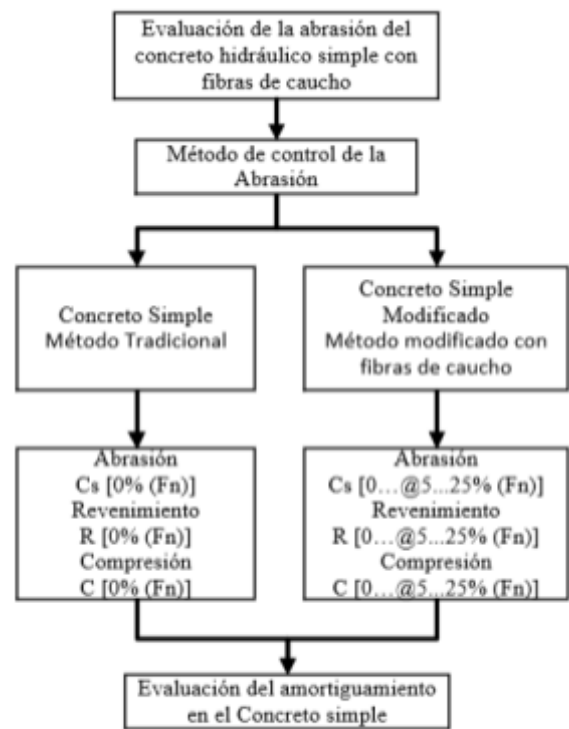 Evaluación de la abrasión del
concreto hidráulico simple con
fibras de caucho
Método de control de la
Abrasión
Concreto Simple
Método Tradicional
Concreto Simple
Modificado
Método modificado con
fibras de caucho
Abrasión
Cs [0% (Fn)]
Revenimiento
R [0% (Fn)]
Compresión
C [0% (Fn)]
Abrasión
Cs [0…@5...25% (Fn)]
Revenimiento
R [0…@5...25% (Fn)]
Compresión
C [0…@5...25% (Fn)]
Evaluación del amortiguamiento
en el Concreto simple